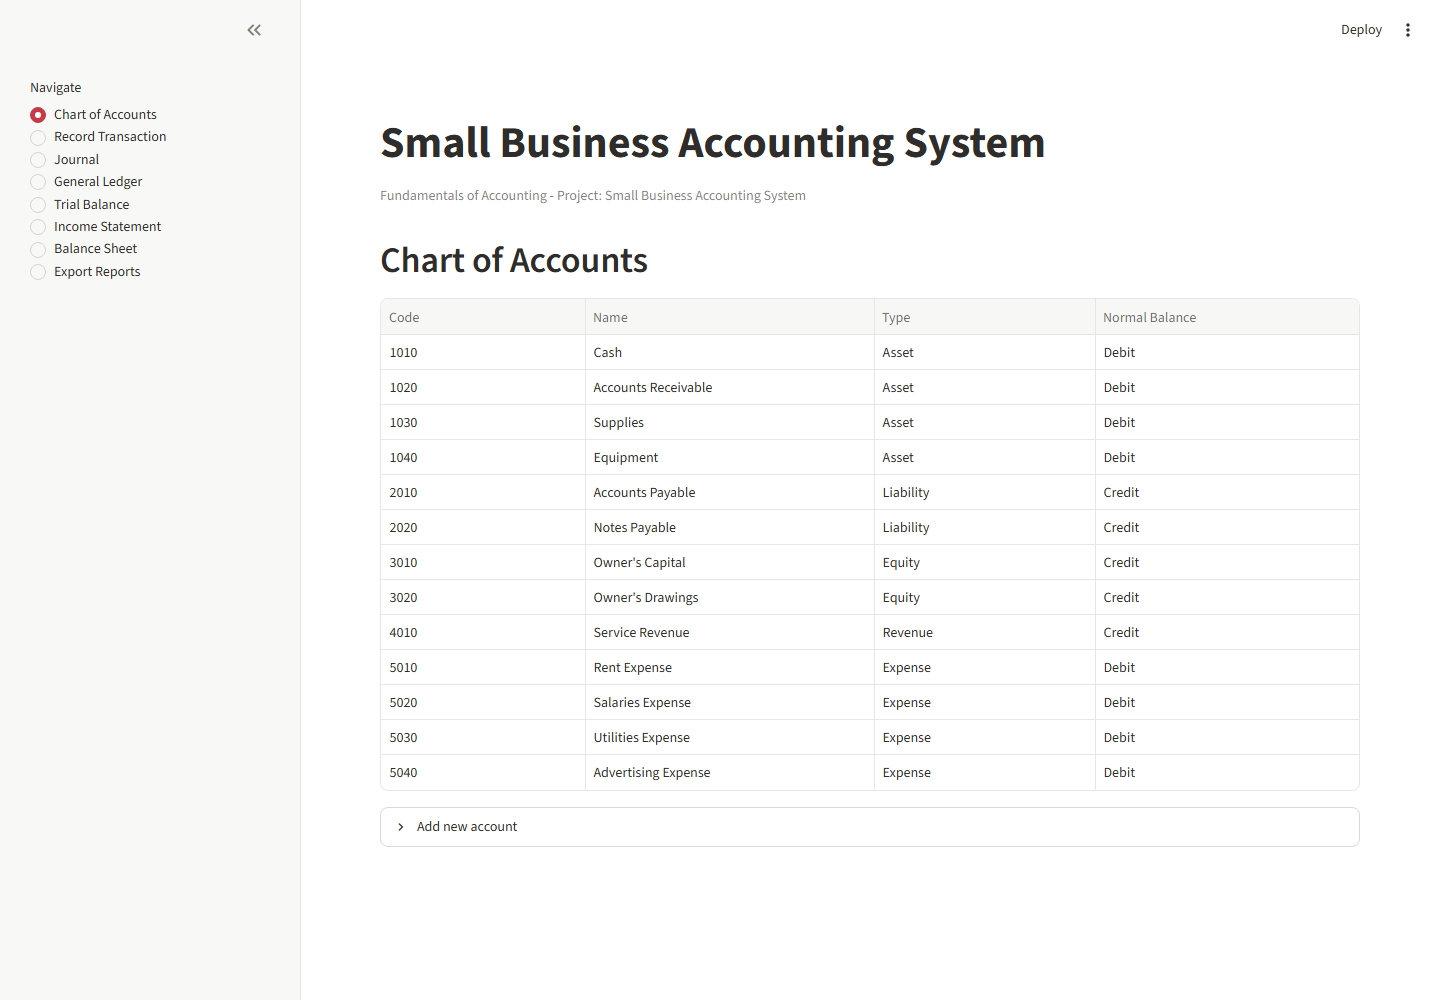 Deploy
Navigate
Chart of Accounts
Record Transaction
Journal
General Ledger
Trial Balance
Income Statement
Balance Sheet
Export Reports
Small Business Accounting System
Fundamentals of Accounting - Project: Small Business Accounting System
Chart of Accounts
Code Name Type Normal Balance
1010 Cash Asset Debit
1020 Accounts Receivable Asset Debit
1030 Supplies Asset Debit
1040 Equipment Asset Debit
2010 Accounts Payable Liability Credit
2020 Notes Payable Liability Credit
3010 Owner's Capital Equity Credit
3020 Owner's Drawings Equity Credit
4010 Service Revenue Revenue Credit
5010 Rent Expense Expense Debit
5020 Salaries Expense Expense Debit
5030 Utilities Expense Expense Debit
5040 Advertising Expense Expense Debit
Add new account